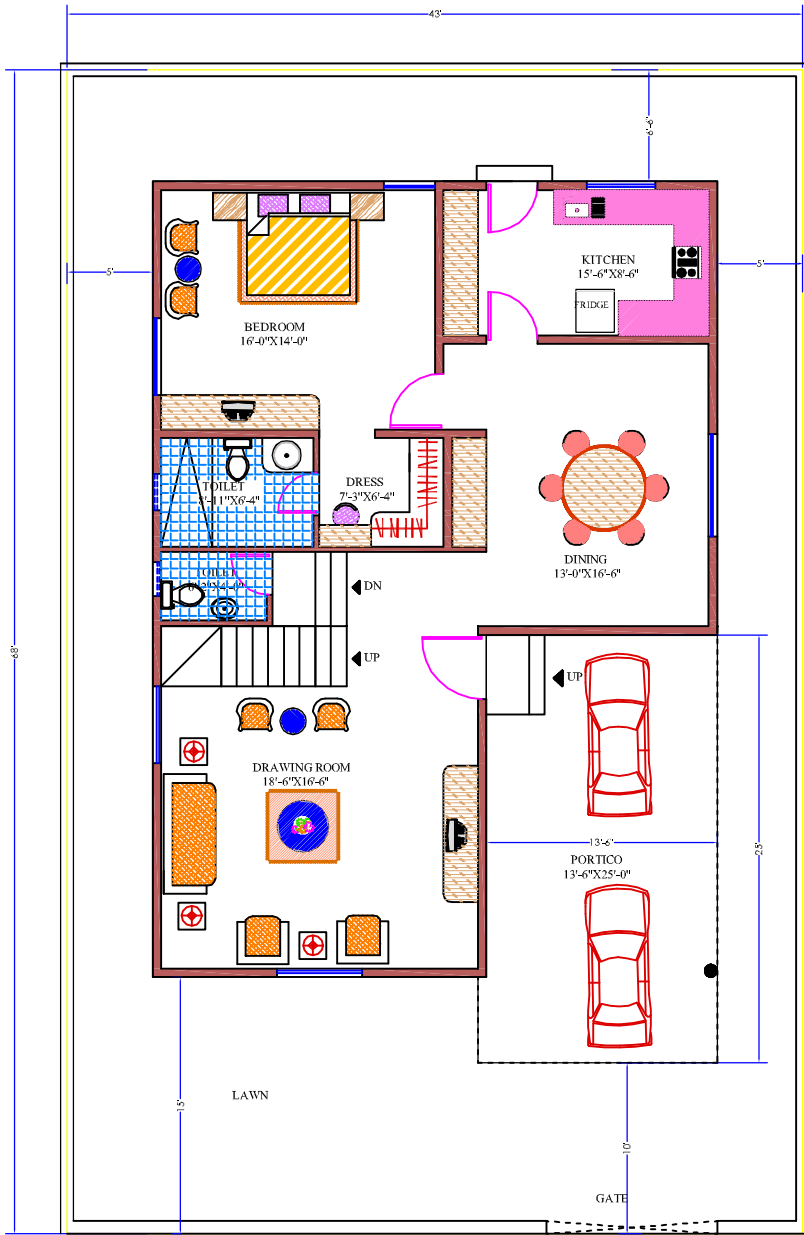 43'
6'-6"
5'
5'
KITCHEN
15'-6"X8'-6"
FRIDGE
BEDROOM
16'-0"X14'-0"
TOILET
8'-11"X6'-4"
DRESS
7'-3"X6'-4"
DINING
13'-0"X16'-6"
TOILET
DN
UP
UP
68'
DRAWING ROOM
18'-6"X16'-6"
13'-6"
25'
PORTICO
13'-6"X25'-0"
LAWN
15'
10'
GATE